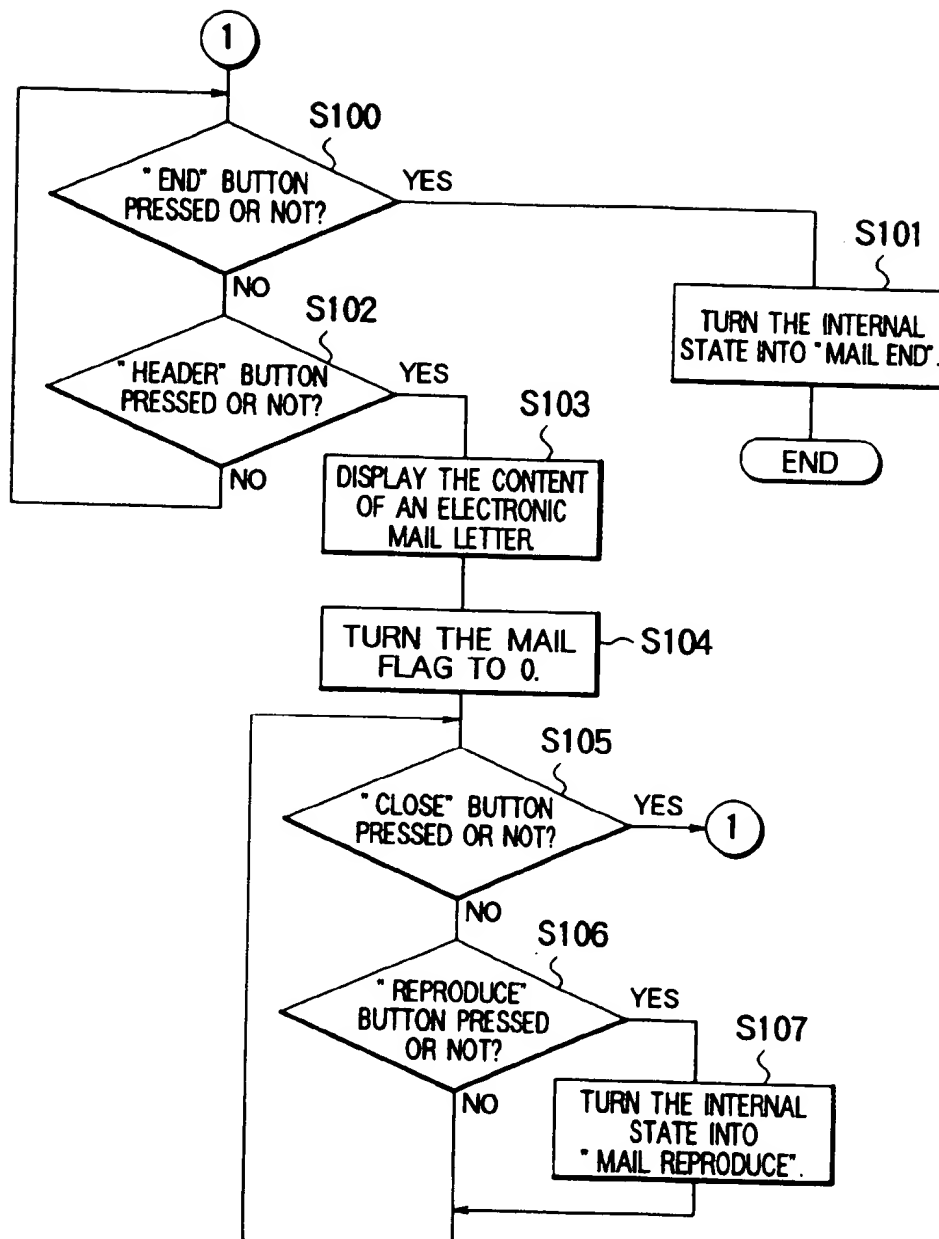 1
S100
"END" BUTTON
PRESSED OR NOT?
YES
NO
S101
TURN THE INTERNAL
STATE INTO "MAIL END".
END
S102
"HEADER" BUTTON
PRESSED OR NOT?
YES
NO
S103
DISPLAY THE CONTENT
OF AN ELECTRONIC
MAIL LETTER
TURN THE MAIL
FLAG TO 0.
S104
S105
"CLOSE" BUTTON
PRESSED OR NOT?
YES
1
NO
S106
"REPRODUCE"
BUTTON PRESSED
OR NOT?
YES
NO
S107
TURN THE INTERNAL
STATE INTO
"MAIL REPRODUCE".